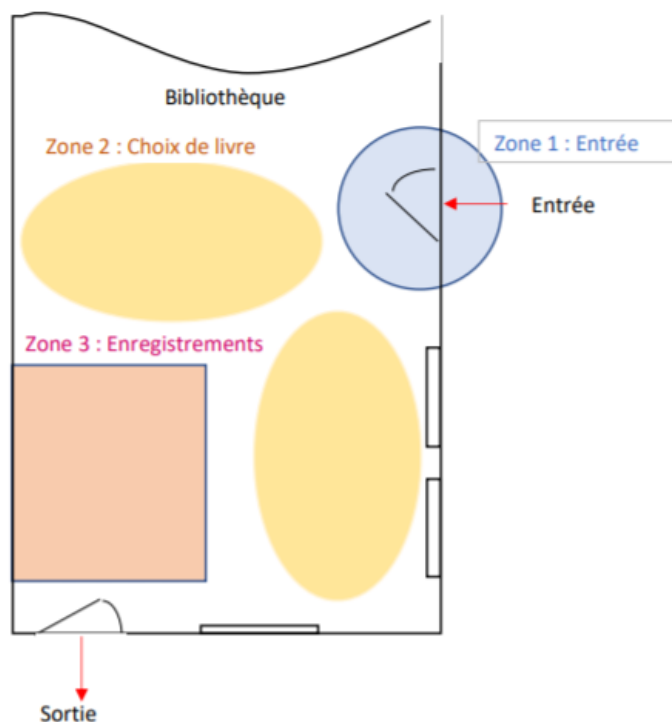 Bibliothèque
Zone 2 : Choix de livre
Zone 1 : Entrée
Entrée
Zone 3 : Enregistrements
Sortie